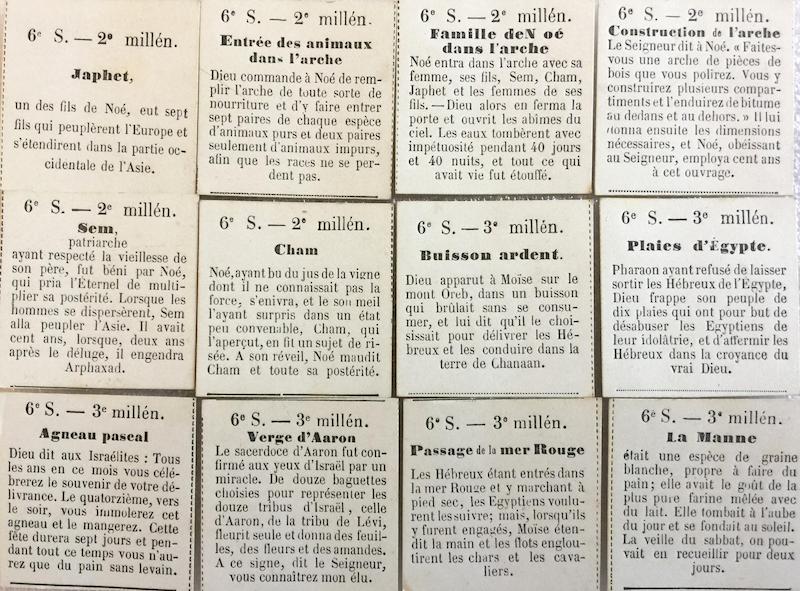 6e S. — 2e millén.
Japhet,
un des fils de Noé, eut sept
fils qui peuplèrent l'Europe et
s'étendirent dans la partie oc-
cidentale de l'Asie.
6e S. — 2e millén.
Entrée des animaux
dans l'arche
Dieu commande à Noé de rem-
plir l'arche de toute sorte de
nourriture et d'y faire entrer
sept paires de chaque espèce
d'animaux purs et deux paires
seulement d'animaux impurs,
afin que les races ne se per-
dent pas.
6e S. — 2e millén.
Famille deN oé
dans l'arche
Noé entra dans l'arche avec sa
femme, ses fils, Sem, Cham,
Japhet et les femmes de ses
fils. — Dieu alors en ferma la
porte et ouvrit les abimes du
ciel. Les eaux tombèrent avec
impétuosité pendant 40 jours
et 40 nuits, et tout ce qui
avait vie fut étouffé.
6e S. — 2e millén.
Construction de l'arche
Le Seigneur dit à Noé. « Faites-
vous une arche de pièces de
bois que vous polirez. Vous y
construirez plusieurs compar-
timents et l'enduirez de bitume
au dedans et au dehors. » Il lui
donna ensuite les dimensions
nécessaires, et Noé, obéissant
au Seigneur, employa cent ans
à cet ouvrage.
6e S. — 2e millén.
Sem,
patriarche
ayant respecté la vieillesse de
son père, fut béni par Noé,
qui pria l'Éternel de multi-
plier sa postérité. Lorsque les
hommes se dispersèrent, Sem
alla peupler l'Asie. Il avait
cent ans, lorsque, deux ans
après le déluge, il engendra
Arphaxad.
6e S. — 2e millén.
Cham
Noé, ayant bu du jus de la vigne
dont il ne connaissait pas la
force, s'enivra, et le son meil
l'ayant surpris dans un état
peu convenable, Cham, qui
l'aperçut, en fit un sujet de ri-
sée. A son réveil, Noé maudit
Cham et toute sa postérité.
6e S. — 3e millén.
Buisson ardent.
Dieu apparut à Moïse sur le
mont Oreb, dans un buisson
qui brûlait sans se consu-
mer, et lui dit qu'il le choi-
sissait pour délivrer les Hé-
breux et les conduire dans la
terre de Chanaan.
6e S. — 3e millén.
Plaies d'Égypte.
Pharaon ayant refusé de laisser
sortir les Hébreux de l'Égypte,
Dieu frappe son peuple de
dix plaies qui ont pour but de
désabuser les Egyptiens de
leur idolâtrie, et d'affermir les
Hébreux dans la croyance du
vrai Dieu.
6e S. — 3e millén.
Agneau pascal
Dieu dit aux Israélites : Tous
les ans en ce mois vous célé-
brerez le souvenir de votre dé-
livrance. Le quatorzième, vers
le soir, vous immolerez cet
agneau et le mangerez. Cette
fête durera sept jours et pen-
dant tout ce temps vous n'au-
rez que du pain sans levain.
6e S. — 3e millén.
Verge d'Aaron
Le sacerdoce d'Aaron fut con-
firmé aux yeux d'Israël par un
miracle. De douze baguettes
choisies pour représenter les
douze tribus d'Israël, celle
d'Aaron, de la tribu de Lévi,
fleurit seule et donna des feuil-
les, des fleurs et des amandes.
A ce signe, dit le Seigneur,
vous connaîtrez mon élu.
6e S. — 3e millén.
Passage de la mer Rouge
Les Hébreux étant entrés dans
la mer Rouge et y marchant à
pied sec, les Egyptiens voulu-
rent les suivre; mais, lorsqu'ils
y furent engagés, Moïse éten-
dit la main et les flots englou-
tirent les chars et les cava-
liers.
6e S. — 3e millén.
La Manne
était une espèce de graine
blanche, propre à faire du
pain; elle avait le goût de la
plus pure farine mêlée avec
du lait. Elle tombait à l'aube
du jour et se fondait au soleil.
La veille du sabbat, on pou-
vait en recueillir pour deux
jours.